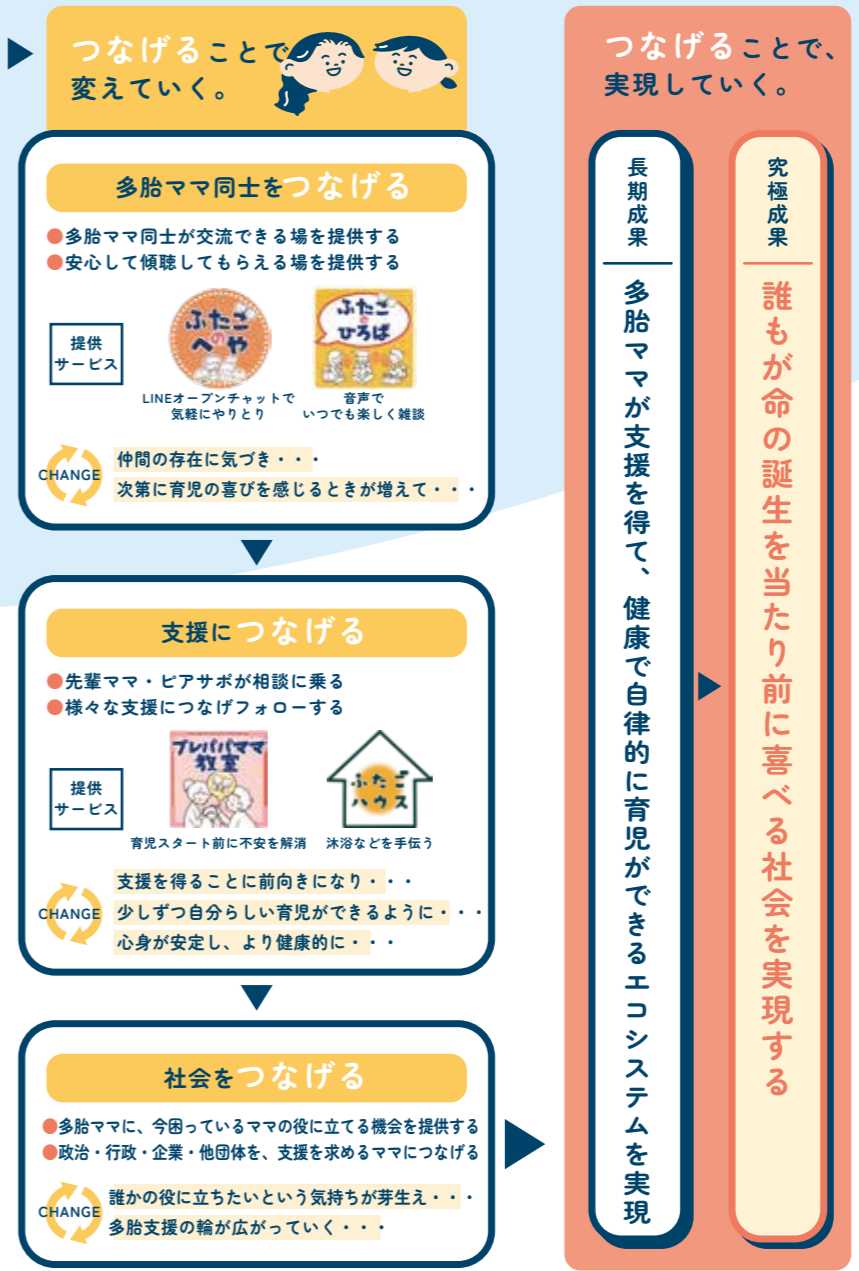 つなげることで
変えていく。
多胎ママ同士をつなげる
●多胎ママ同士が交流できる場を提供する
●安心して傾聴してもらえる場を提供する
提供
サービス
ふたご
の
へや
LINEオープンチャットで
気軽にやりとり
ふたご
の
ひろば
音声で
いつでも楽しく雑談
CHANGE
仲間の存在に気づき・・・
次第に育児の喜びを感じるときが増えて・・・
支援につなげる
●先輩ママ・ピアサポが相談に乗る
●様々な支援につなげフォローする
提供
サービス
プレパパママ
教室
育児スタート前に不安を解消
ふたご
ハウス
沐浴などを手伝う
CHANGE
支援を得ることに前向きになり・・・
少しずつ自分らしい育児ができるように・・・
心身が安定し、より健康的に・・・
社会をつなげる
●多胎ママに、今困っているママの役に立てる機会を提供する
●政治・行政・企業・他団体を、支援を求めるママにつなげる
CHANGE
誰かの役に立ちたいという気持ちが芽生え・・・
多胎支援の輪が広がっていく・・・
つなげることで、
実現していく。
長期成果
多胎ママが支援を得て、健康で自律的に育児ができるエコシステムを実現
究極成果
誰もが命の誕生を当たり前に喜べる社会を実現する